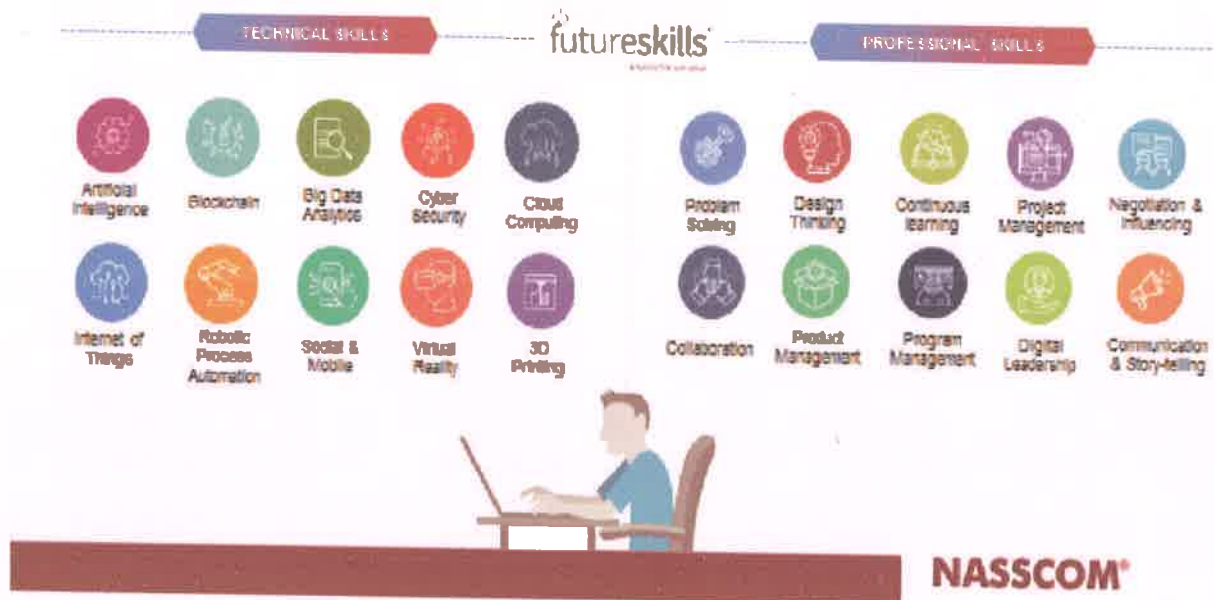 TECHNICAL SKILLS
futureskills
PROFESSIONAL SKILLS
Artificial
Intelligence
Blockchain
Big Data
Analytics
Cyber
Security
Cloud
Computing
Internet of
Things
Robotic
Process
Automation
Social &
Mobile
Virtual
Reality
3D
Printing
Problem
Solving
Design
Thinking
Continuous
learning
Project
Management
Negotiation &
Influencing
Collaboration
Product
Management
Program
Management
Digital
Leadership
Communication
& Story-telling
NASSCOM®